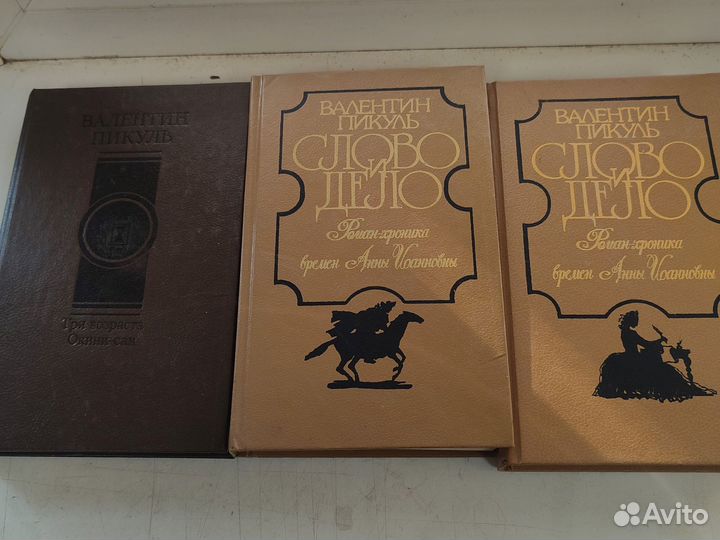 ВАЛЕНТИН
ПИКУЛЬ
Три возраста
Окини-сан
ВАЛЕНТИН
ПИКУЛЬ
СЛОВО
И
ДЕЛО
Роман-хроника
времен Анны Иоанновны
ВАЛЕНТИН
ПИКУЛЬ
СЛОВО
И
ДЕЛО
Роман-хроника
времен Анны Иоанновны
Avito